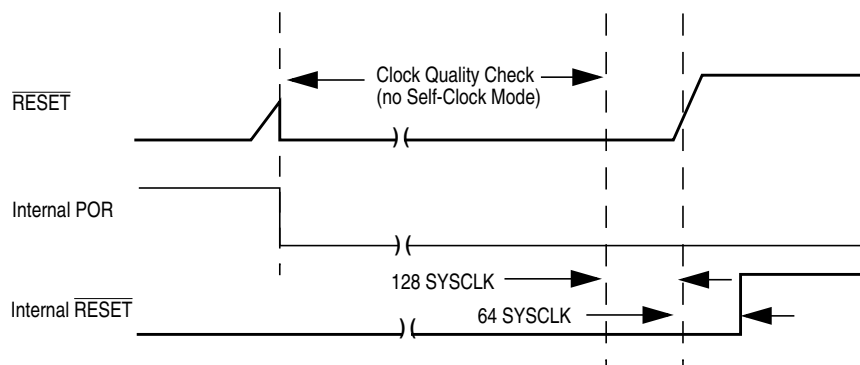 Clock Quality Check
(no Self-Clock Mode)
RESET
Internal POR
128 SYSCLK
Internal RESET
64 SYSCLK